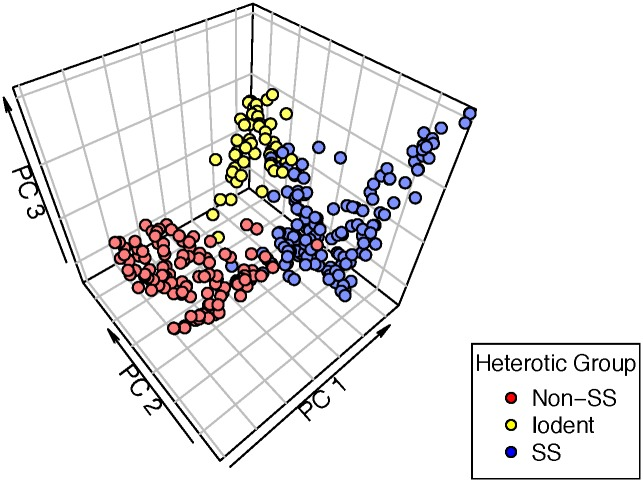 PC 3
PC 2
PC 1
Heterotic Group
Non−SS
Iodent
SS